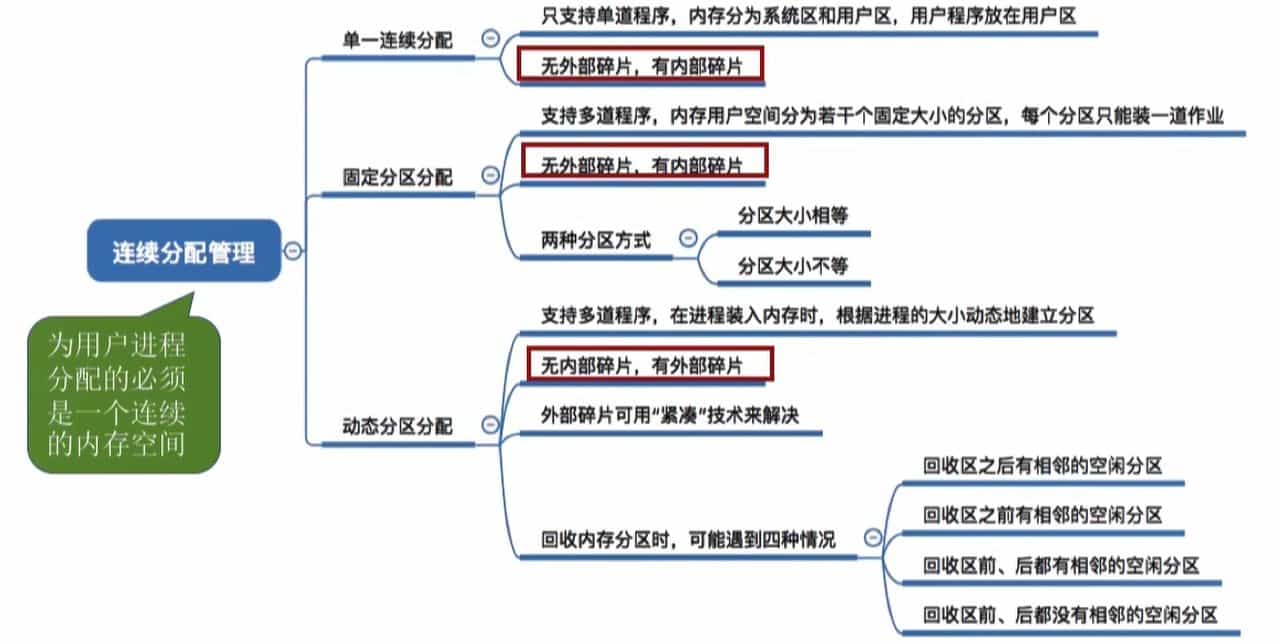 单一连续分配
只支持单道程序，内存分为系统区和用户区，用户程序放在用户区
无外部碎片，有内部碎片
固定分区分配
支持多道程序，内存用户空间分为若干个固定大小的分区，每个分区只能装一道作业
无外部碎片，有内部碎片
两种分区方式
分区大小相等
分区大小不等
连续分配管理
为用户进程
分配的必须
是一个连续
的内存空间
动态分区分配
支持多道程序，在进程装入内存时，根据进程的大小动态地建立分区
无内部碎片，有外部碎片
外部碎片可用“紧凑”技术来解决
回收内存分区时，可能遇到四种情况
回收区之后有相邻的空闲分区
回收区之前有相邻的空闲分区
回收区前、后都有相邻的空闲分区
回收区前、后都没有相邻的空闲分区